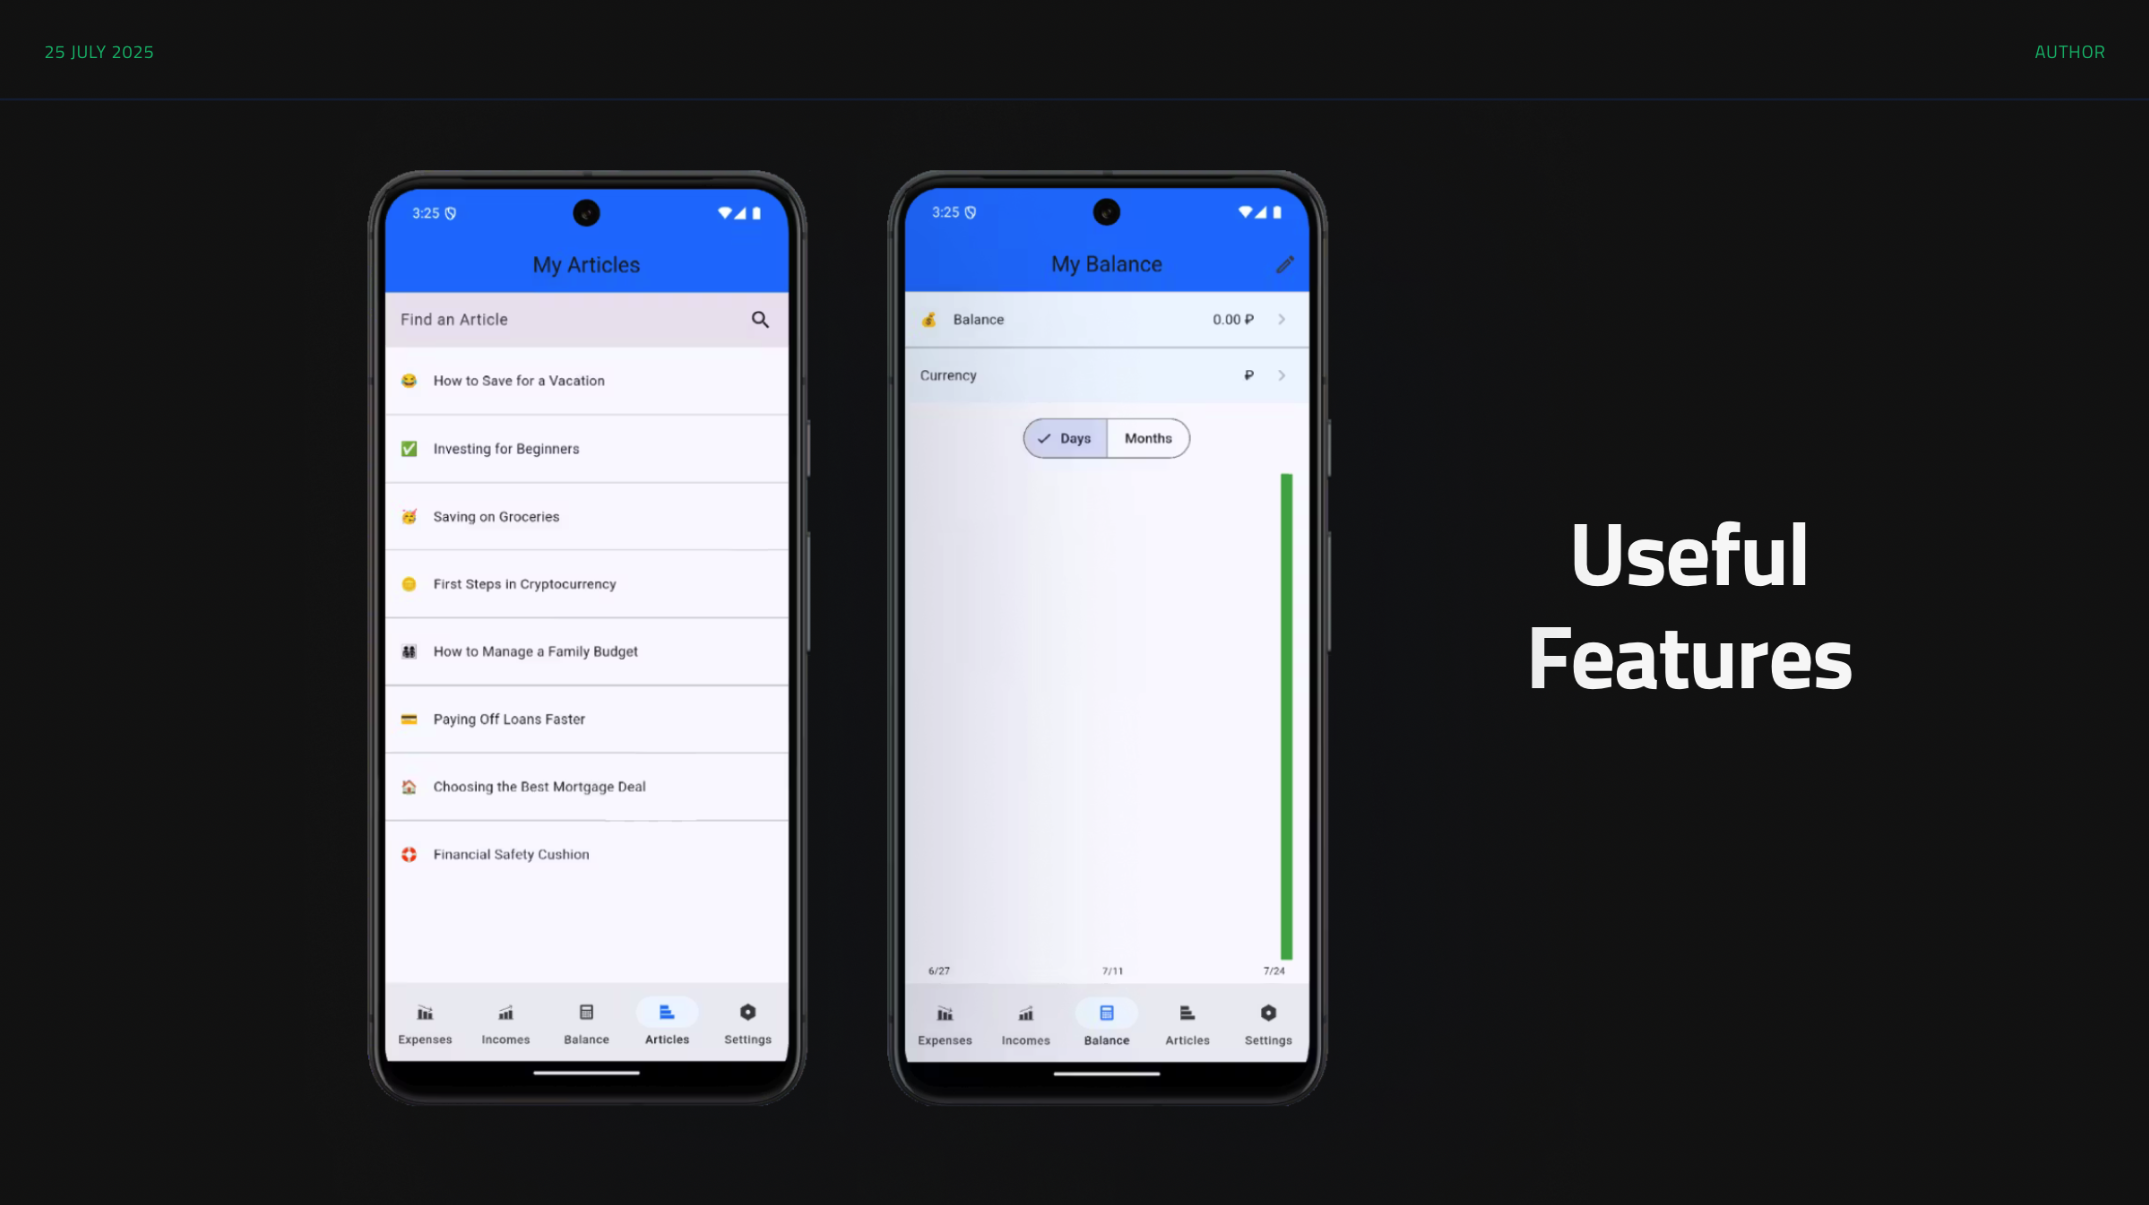 25 JULY 2025
AUTHOR
3:25
My Articles
Find an Article
How to Save for a Vacation
Investing for Beginners
Saving on Groceries
First Steps in Cryptocurrency
How to Manage a Family Budget
Paying Off Loans Faster
Choosing the Best Mortgage Deal
Financial Safety Cushion
Expenses Incomes Balance Articles Settings
3:25
My Balance
Balance 0.00 ₽
Currency ₽
Days Months
6/27 7/11 7/24
Expenses Incomes Balance Articles Settings
Useful
Features